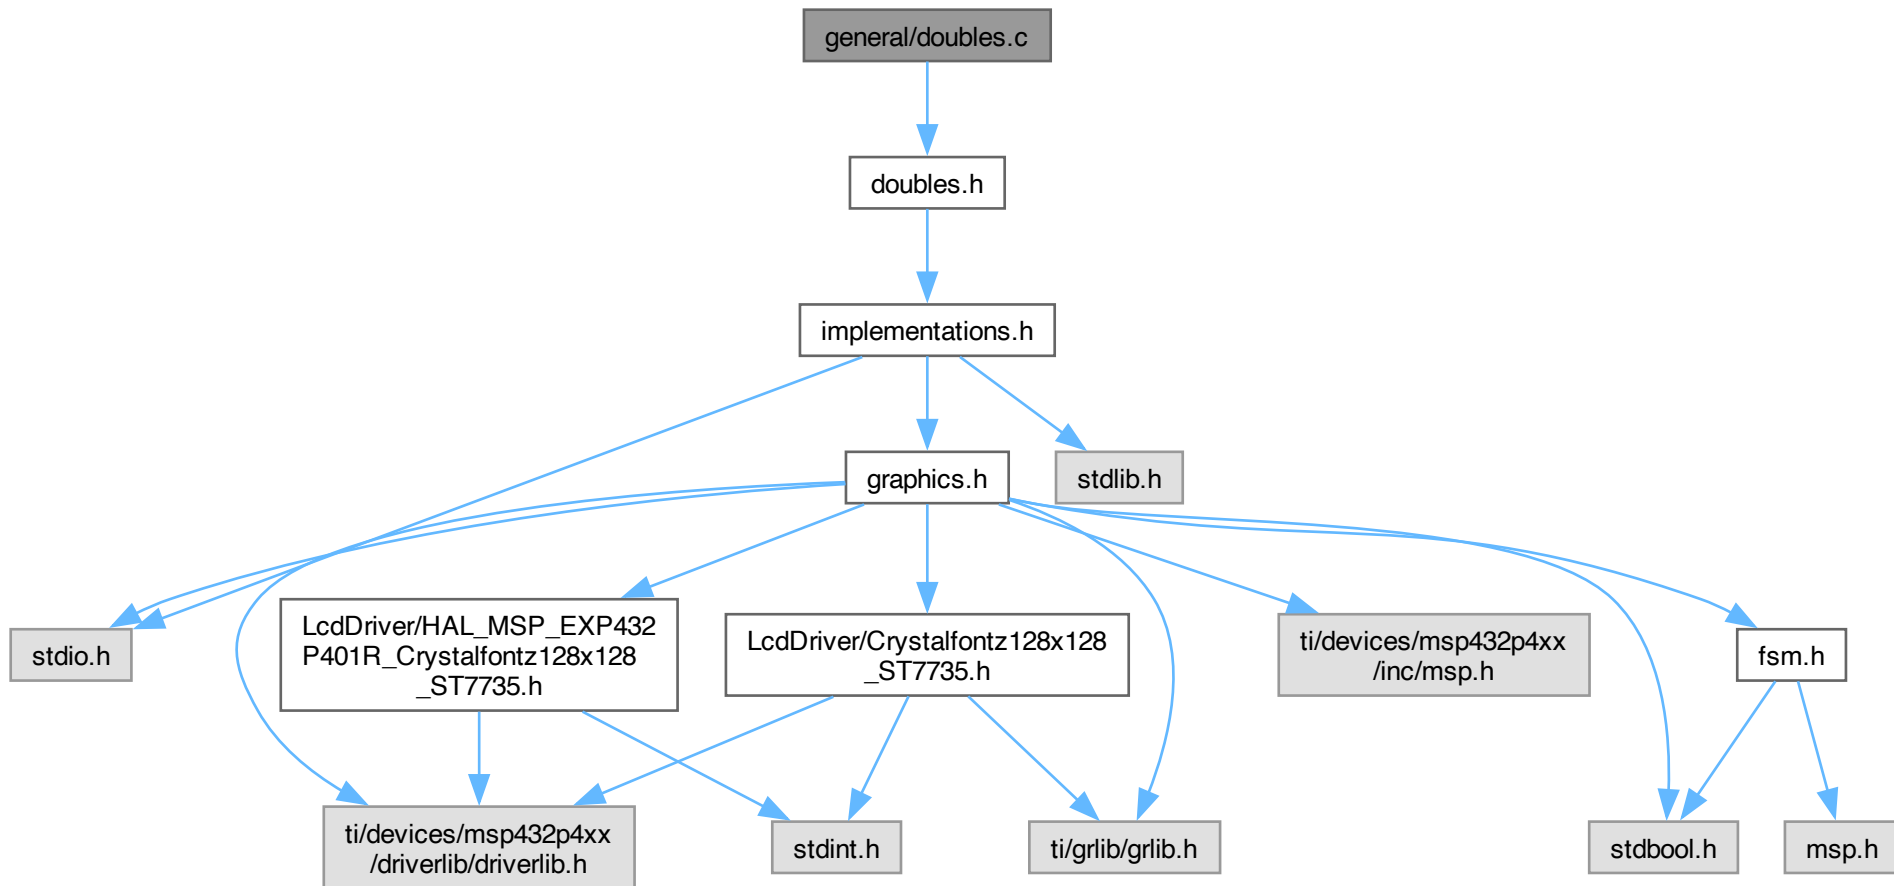 general/doubles.c
doubles.h
implementations.h
graphics.h
stdlib.h
stdio.h
LcdDriver/HAL_MSP_EXP432
P401R_Crystalfontz128x128
_ST7735.h
LcdDriver/Crystalfontz128x128
_ST7735.h
ti/devices/msp432p4xx
/inc/msp.h
fsm.h
ti/devices/msp432p4xx
/driverlib/driverlib.h
stdint.h
ti/grlib/grlib.h
stdbool.h
msp.h